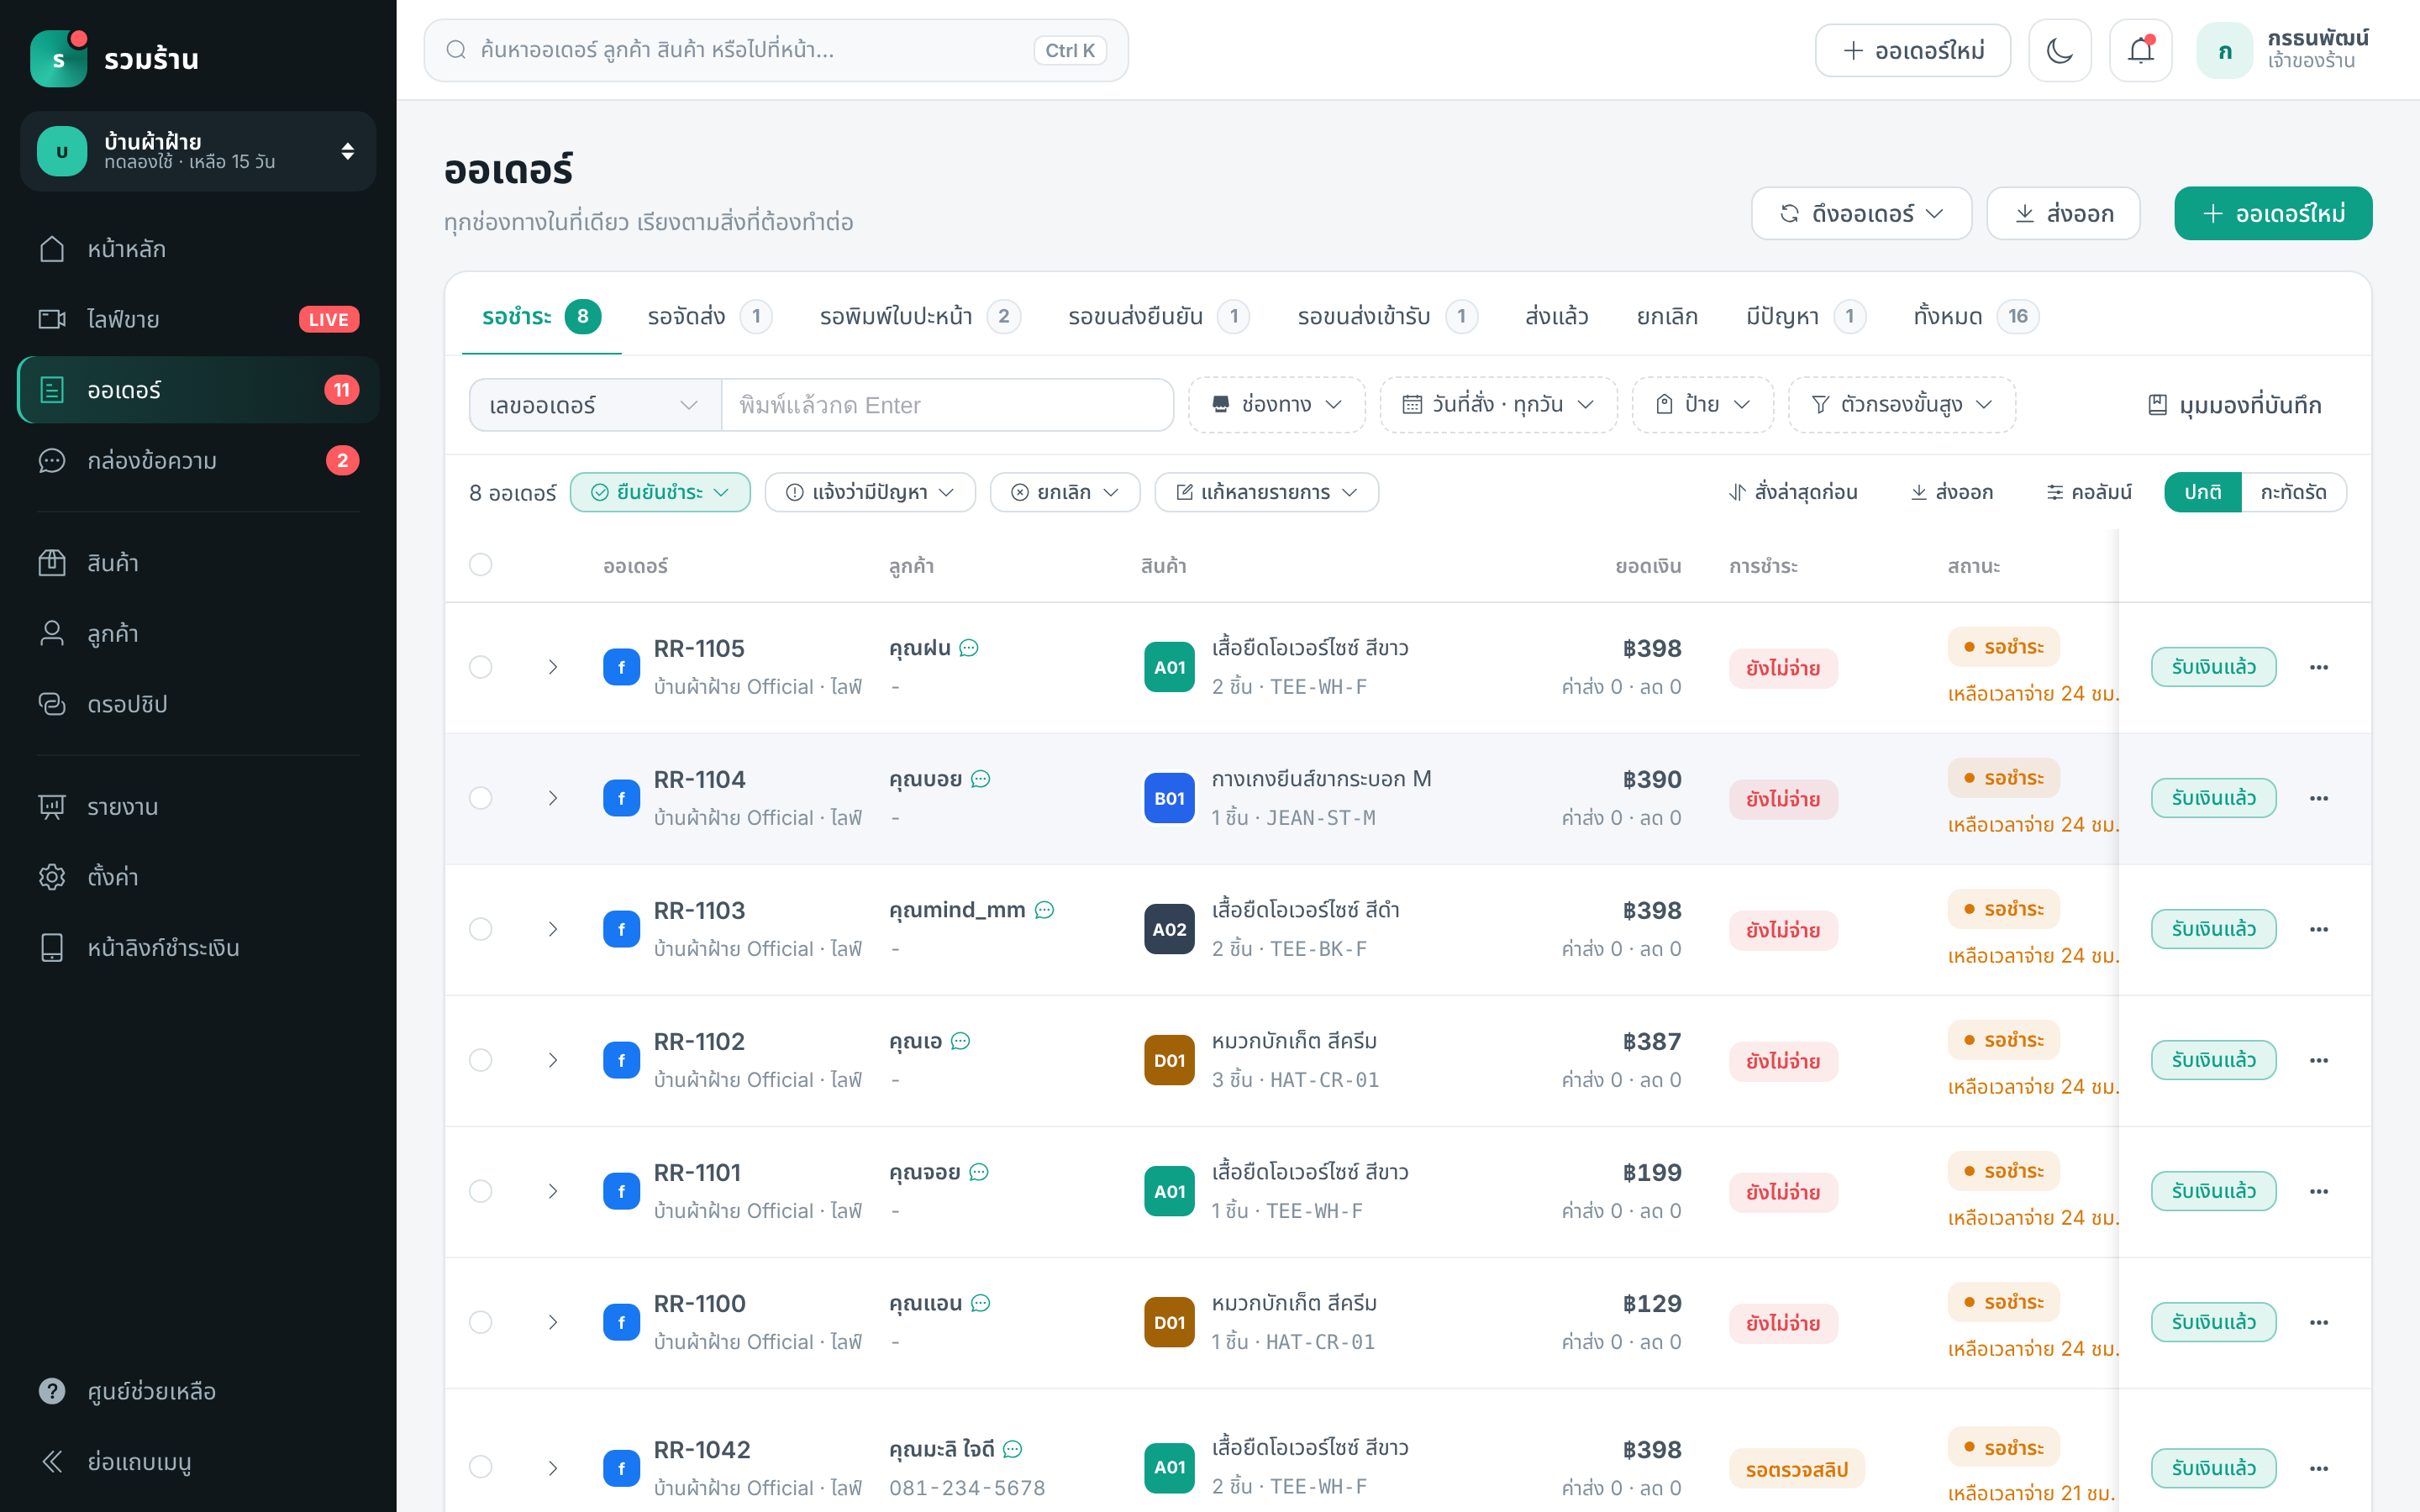 s รวมร้าน
บ บ้านผ้าฝ้าย
ทดลองใช้ · เหลือ 15 วัน
หน้าหลัก
ไลฟ์ขาย LIVE
ออเดอร์ 11
กล่องข้อความ 2
สินค้า
ลูกค้า
ดรอปชิป
รายงาน
ตั้งค่า
หน้าลิงก์ชำระเงิน
? ศูนย์ช่วยเหลือ
ย่อแถบเมนู
ค้นหาออเดอร์ ลูกค้า สินค้า หรือไปที่หน้า... Ctrl K
+ ออเดอร์ใหม่
ก กรธนพัฒน์
เจ้าของร้าน
ออเดอร์
ทุกช่องทางในที่เดียว เรียงตามสิ่งที่ต้องทำต่อ
ดึงออเดอร์ ส่งออก + ออเดอร์ใหม่
รอชำระ 8 รอจัดส่ง 1 รอพิมพ์ใบปะหน้า 2 รอขนส่งยืนยัน 1 รอขนส่งเข้ารับ 1 ส่งแล้ว ยกเลิก มีปัญหา 1 ทั้งหมด 16
เลขออเดอร์ พิมพ์แล้วกด Enter ช่องทาง วันที่สั่ง · ทุกวัน ป้าย ตัวกรองขั้นสูง มุมมองที่บันทึก
8 ออเดอร์ ยืนยันชำระ แจ้งว่ามีปัญหา ยกเลิก แก้หลายรายการ สั่งล่าสุดก่อน ส่งออก คอลัมน์ ปกติ กะทัดรัด
ออเดอร์ ลูกค้า สินค้า ยอดเงิน การชำระ สถานะ
f RR-1105 คุณฝน A01 เสื้อยืดโอเวอร์ไซซ์ สีขาว ฿398 ยังไม่จ่าย รอชำระ รับเงินแล้ว
บ้านผ้าฝ้าย Official · ไลฟ์ - 2 ชิ้น · TEE-WH-F ค่าส่ง 0 · ลด 0 เหลือเวลาจ่าย 24 ชม.
f RR-1104 คุณบอย B01 กางเกงยีนส์ขากระบอก M ฿390 ยังไม่จ่าย รอชำระ รับเงินแล้ว
บ้านผ้าฝ้าย Official · ไลฟ์ - 1 ชิ้น · JEAN-ST-M ค่าส่ง 0 · ลด 0 เหลือเวลาจ่าย 24 ชม.
f RR-1103 คุณmind_mm A02 เสื้อยืดโอเวอร์ไซซ์ สีดำ ฿398 ยังไม่จ่าย รอชำระ รับเงินแล้ว
บ้านผ้าฝ้าย Official · ไลฟ์ - 2 ชิ้น · TEE-BK-F ค่าส่ง 0 · ลด 0 เหลือเวลาจ่าย 24 ชม.
f RR-1102 คุณเอ D01 หมวกบักเก็ต สีครีม ฿387 ยังไม่จ่าย รอชำระ รับเงินแล้ว
บ้านผ้าฝ้าย Official · ไลฟ์ - 3 ชิ้น · HAT-CR-01 ค่าส่ง 0 · ลด 0 เหลือเวลาจ่าย 24 ชม.
f RR-1101 คุณจอย A01 เสื้อยืดโอเวอร์ไซซ์ สีขาว ฿199 ยังไม่จ่าย รอชำระ รับเงินแล้ว
บ้านผ้าฝ้าย Official · ไลฟ์ - 1 ชิ้น · TEE-WH-F ค่าส่ง 0 · ลด 0 เหลือเวลาจ่าย 24 ชม.
f RR-1100 คุณแอน D01 หมวกบักเก็ต สีครีม ฿129 ยังไม่จ่าย รอชำระ รับเงินแล้ว
บ้านผ้าฝ้าย Official · ไลฟ์ - 1 ชิ้น · HAT-CR-01 ค่าส่ง 0 · ลด 0 เหลือเวลาจ่าย 24 ชม.
f RR-1042 คุณมะลิ ใจดี A01 เสื้อยืดโอเวอร์ไซซ์ สีขาว ฿398 รอตรวจสลิป รอชำระ รับเงินแล้ว
บ้านผ้าฝ้าย Official · ไลฟ์ 081-234-5678 2 ชิ้น · TEE-WH-F ค่าส่ง 0 · ลด 0 เหลือเวลาจ่าย 21 ชม.